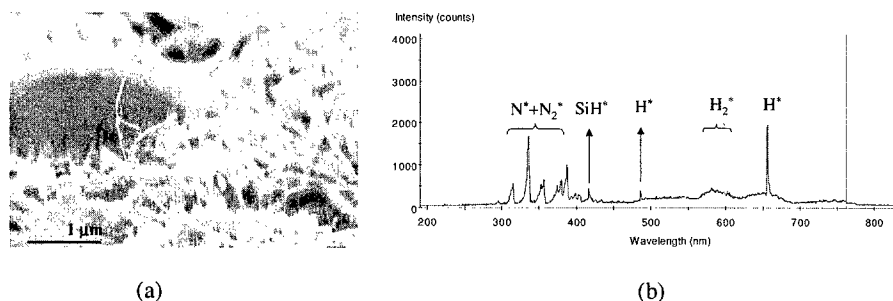 1 μm
(a)
Intensity (counts)
4000
3000
2000
1000
0
N*+N2*
SiH*
H*
H2*
H*
200
300
400
500
600
700
800
Wavelength (nm)
(b)